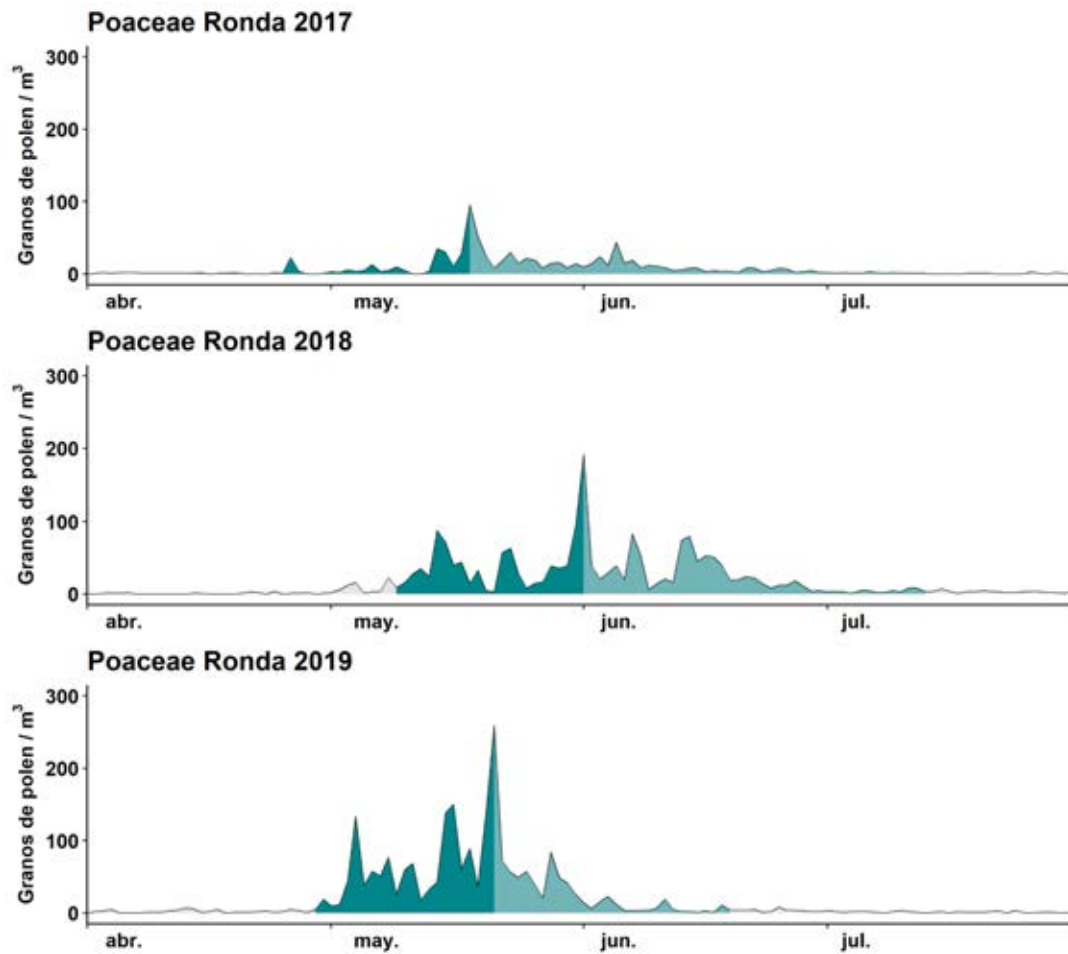 Poaceae Ronda 2017
Granos de polen / m³
300
200
100
0
abr. may. jun. jul.
Poaceae Ronda 2018
Granos de polen / m³
300
200
100
0
abr. may. jun. jul.
Poaceae Ronda 2019
Granos de polen / m³
300
200
100
0
abr. may. jun. jul.